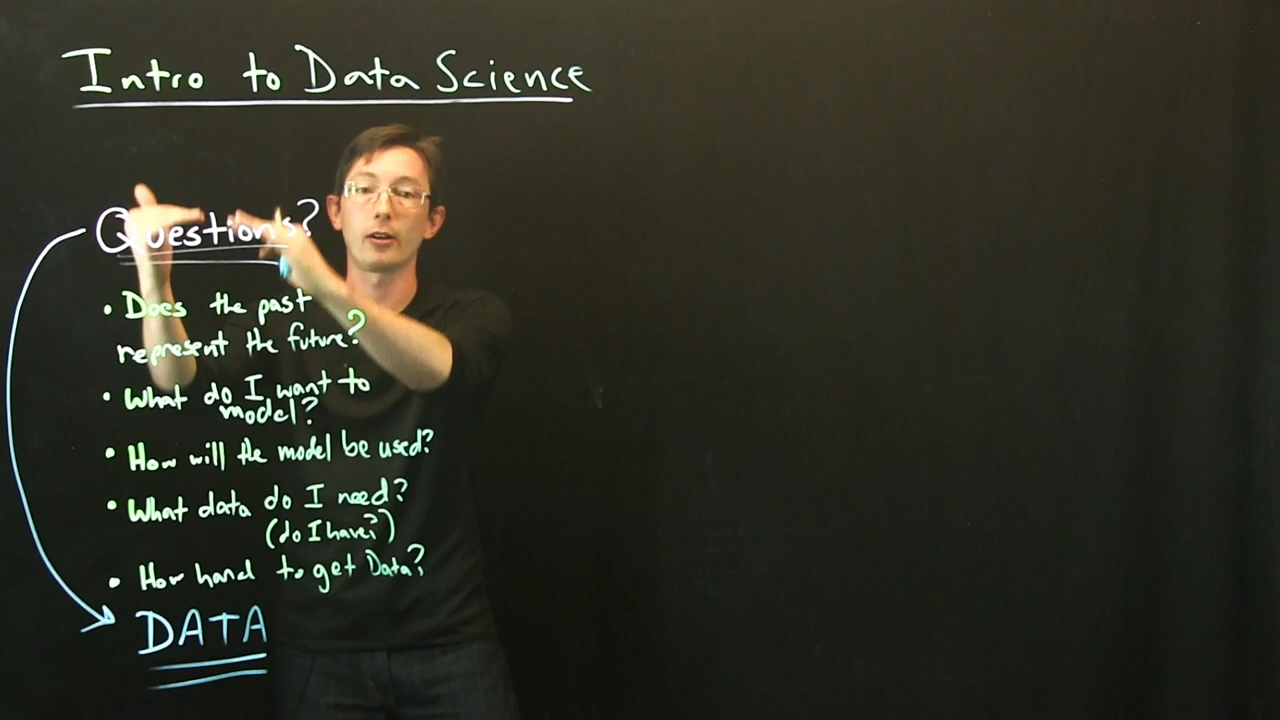 Intro to Data Science
Questions?
• Does the past
represent the future?
• What do I want to
model?
• How will the model be used?
• What data do I need?
(do I have?)
• How hard to get Data?
DATA